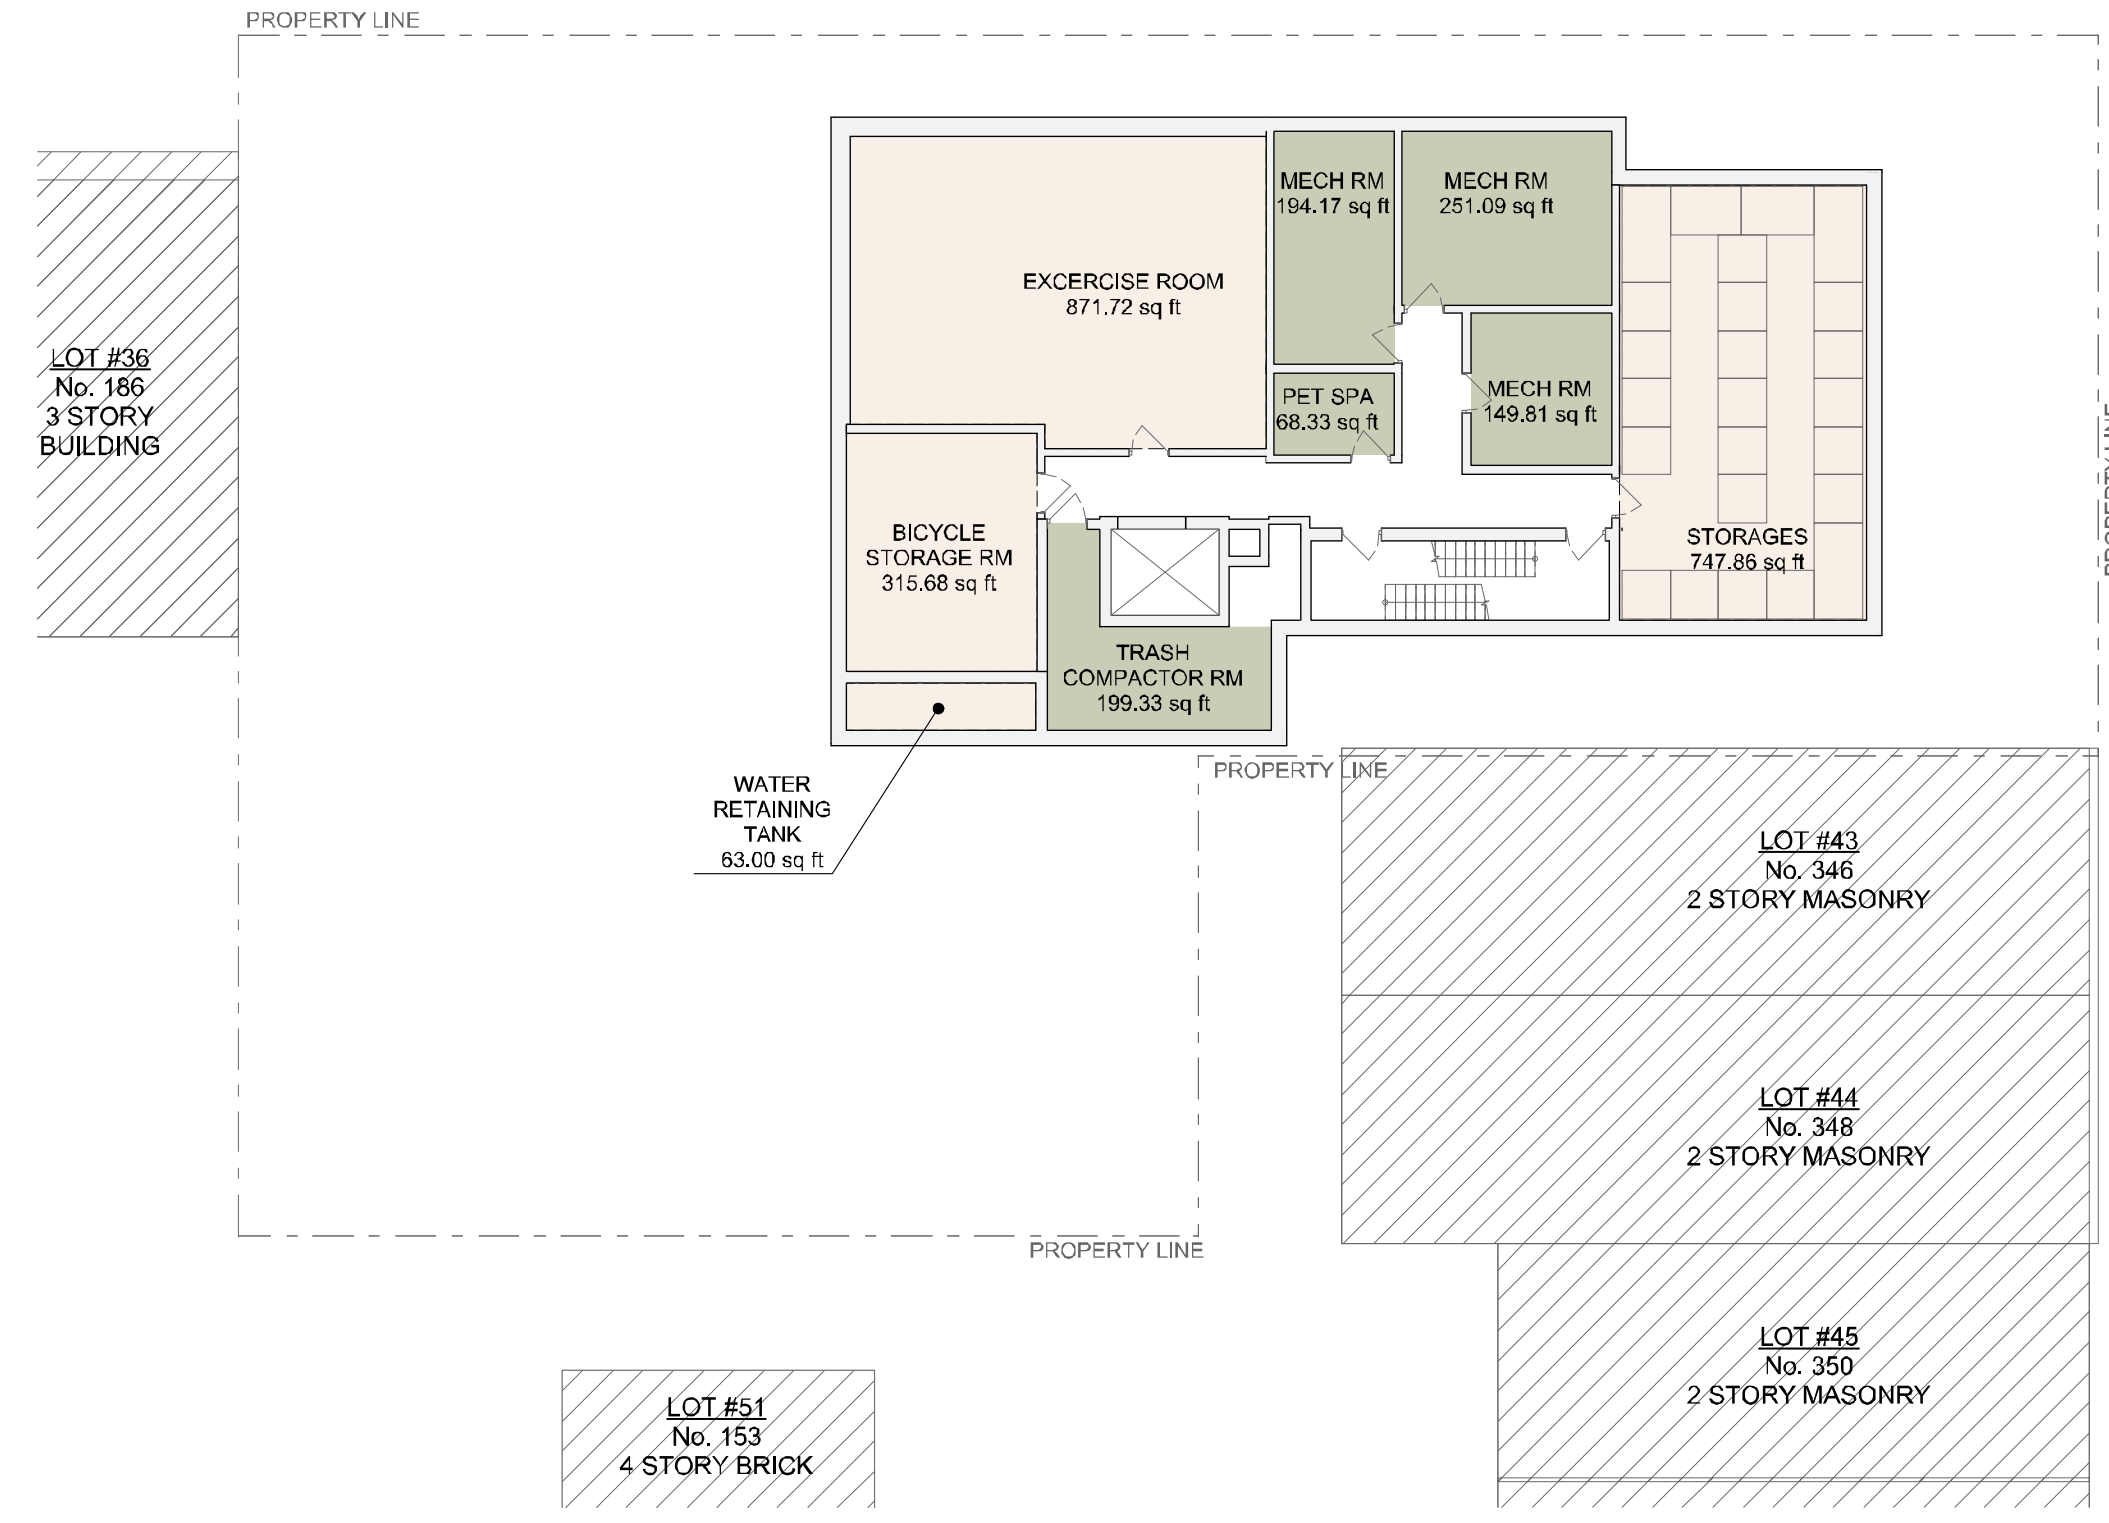 PROPERTY LINE
MECH RM
194.17 sq ft
MECH RM
251.09 sq ft
EXCERCISE ROOM
871.72 sq ft
LOT #36
No. 186
3 STORY
BUILDING
PET SPA
68.33 sq ft
MECH RM
149.81 sq ft
PROPERTY LINE
BICYCLE
STORAGE RM
315.68 sq ft
STORAGES
747.86 sq ft
TRASH
COMPACTOR RM
199.33 sq ft
WATER
RETAINING
TANK
63.00 sq ft
PROPERTY LINE
LOT #43
No. 346
2 STORY MASONRY
LOT #44
No. 348
2 STORY MASONRY
PROPERTY LINE
LOT #45
No. 350
2 STORY MASONRY
LOT #51
No. 153
4 STORY BRICK